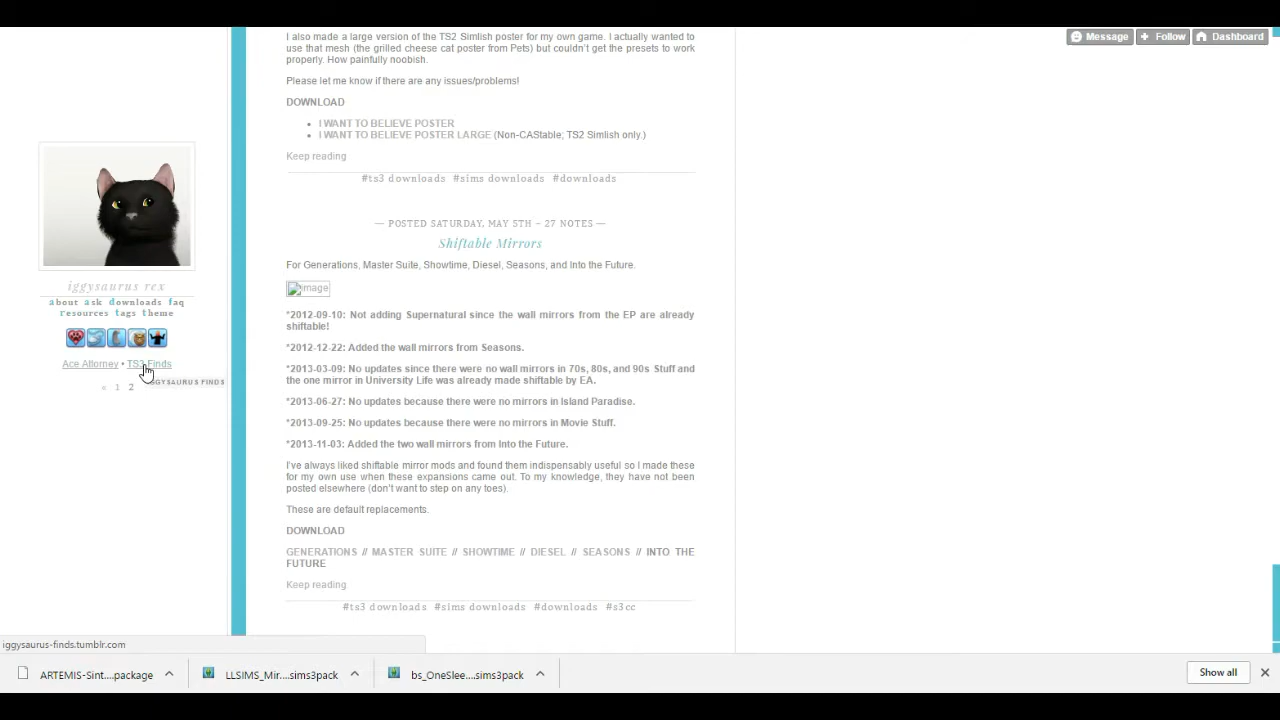 I also made a large version of the TS2 Simlish poster for my own game. I actually wanted to
use that mesh (the grilled cheese cat poster from Pets) but couldn't get the presets to work
properly. How painfully noobish.
Message
Follow
Dashboard
Please let me know if there are any issues/problems!
DOWNLOAD
I WANT TO BELIEVE POSTER
I WANT TO BELIEVE POSTER LARGE (Non-CAStable; TS2 Simlish only.)
Keep reading
#ts3 downloads #sims downloads #downloads
— POSTED SATURDAY, MAY 5TH – 27 NOTES —
Shiftable Mirrors
For Generations, Master Suite, Showtime, Diesel, Seasons, and Into the Future.
image
*2012-09-10: Not adding Supernatural since the wall mirrors from the EP are already
shiftable!
*2012-12-22: Added the wall mirrors from Seasons.
*2013-03-09: No updates since there were no wall mirrors in 70s, 80s, and 90s Stuff and
the one mirror in University Life was already made shiftable by EA.
*2013-06-27: No updates because there were no mirrors in Island Paradise.
*2013-09-25: No updates because there were no mirrors in Movie Stuff.
*2013-11-03: Added the two wall mirrors from Into the Future.
I've always liked shiftable mirror mods and found them indispensably useful so I made these
for my own use when these expansions came out. To my knowledge, they have not been
posted elsewhere (don't want to step on any toes).
These are default replacements.
DOWNLOAD
GENERATIONS // MASTER SUITE // SHOWTIME // DIESEL // SEASONS // INTO THE
FUTURE
Keep reading
#ts3 downloads #sims downloads #downloads #s3cc
iggysaurus rex
about ask downloads faq
resources tags theme
Ace Attorney • TS3 Finds
GYSAURUS FINDS
« 1 2
iggysaurus-finds.tumblr.com
ARTEMIS-Sint....package
LLSIMS_Mir....sims3pack
bs_OneSlee....sims3pack
Show all